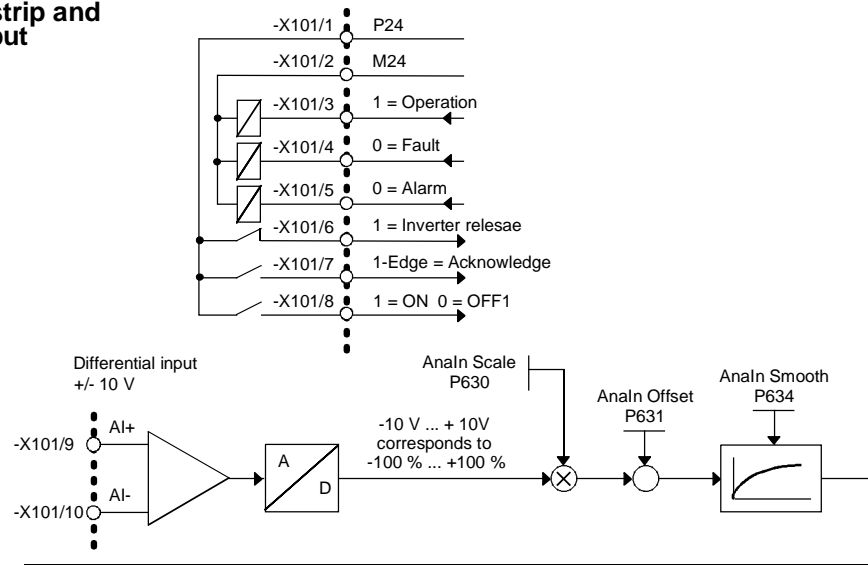 strip and
put
-X101/1 P24
-X101/2 M24
-X101/3 1 = Operation
-X101/4 0 = Fault
-X101/5 0 = Alarm
-X101/6 1 = Inverter relesae
-X101/7 1-Edge = Acknowledge
-X101/8 1 = ON 0 = OFF1
Differential input
+/- 10 V
AnaIn Scale
P630
AnaIn Offset
P631
AnaIn Smooth
P634
-X101/9 AI+
-X101/10 AI-
A
D
-10 V ... + 10V
corresponds to
-100 % ... +100 %